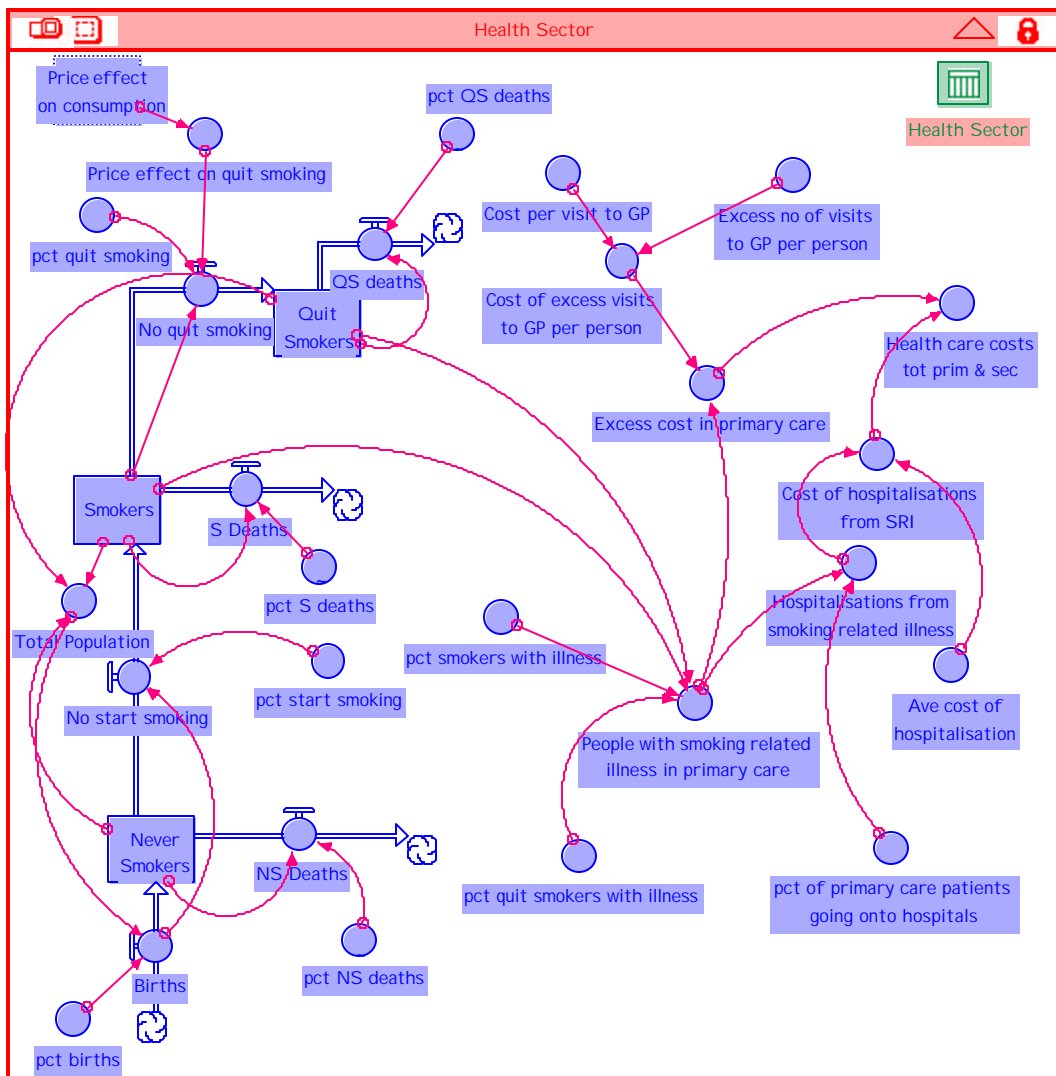 Health Sector
Price effect
on consumption
pct QS deaths
Health Sector
Price effect on quit smoking
Cost per visit to GP
Excess no of visits
to GP per person
pct quit smoking
QS deaths
Quit
Smokers
No quit smoking
Cost of excess visits
to GP per person
Health care costs
tot prim & sec
Excess cost in primary care
Smokers
S Deaths
Cost of hospitalisations
from SRI
pct S deaths
Total Population
pct smokers with illness
Hospitalisations from
smoking related illness
pct start smoking
No start smoking
Ave cost of
hospitalisation
People with smoking related
illness in primary care
Never
Smokers
NS Deaths
pct quit smokers with illness
pct of primary care patients
going onto hospitals
pct NS deaths
Births
pct births